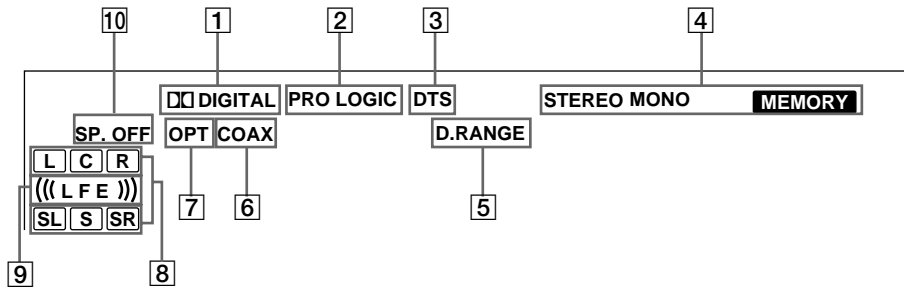 10 1 2 3 4
DIGITAL PRO LOGIC DTS STEREO MONO MEMORY
SP. OFF OPT COAX D.RANGE
L C R
((( L F E )))
SL S SR
7 6 5
9 8